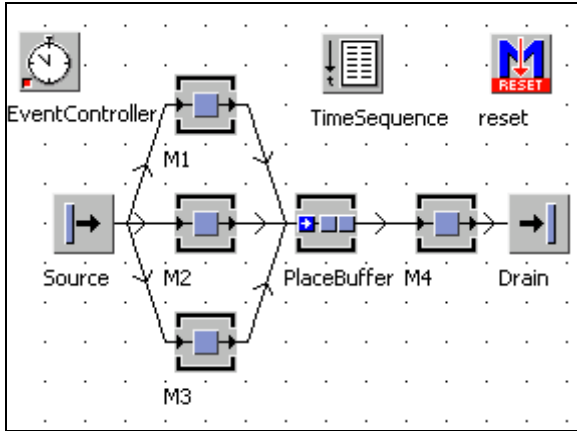 EventController
TimeSequence
RESET
reset
M1
Source
M2
PlaceBuffer
M4
Drain
M3